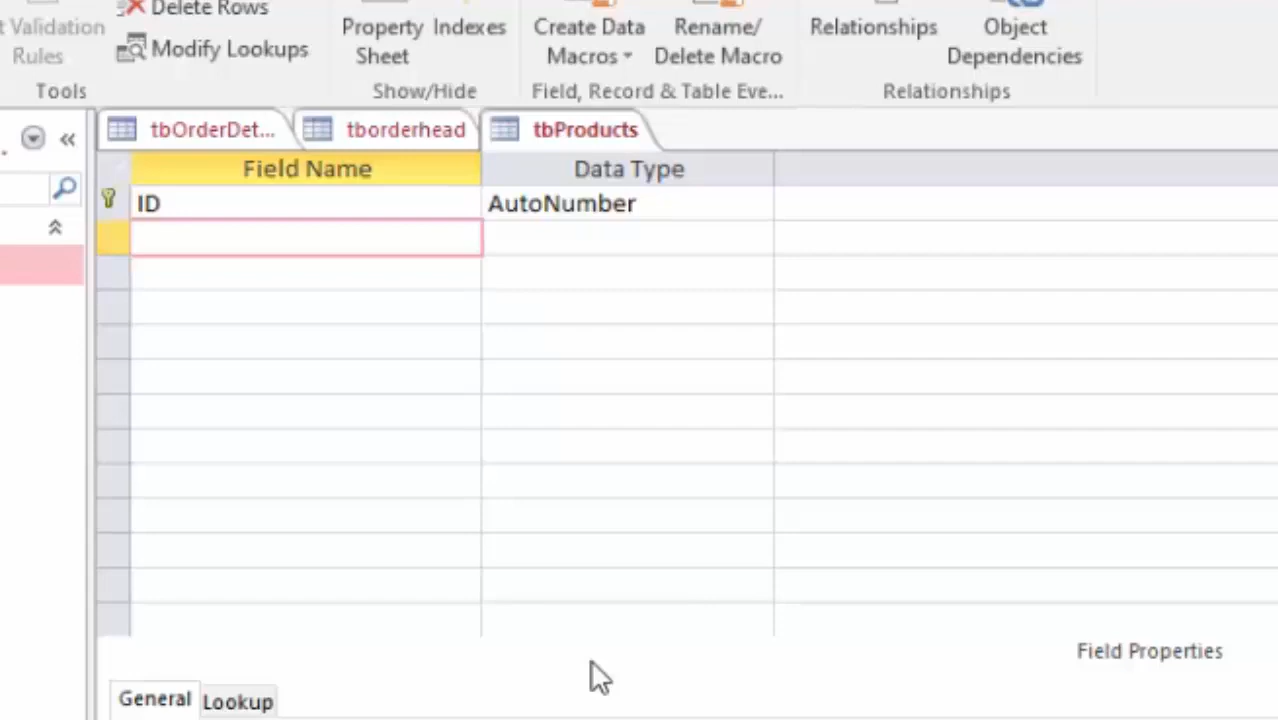 Delete Rows
t Validation
Rules
Modify Lookups
Property
Sheet
Indexes
Create Data
Macros
Rename/
Delete Macro
Relationships
Object
Dependencies
Tools
Show/Hide
Field, Record & Table Eve...
Relationships
tbOrderDet...
tborderhead
tbProducts
Field Name
Data Type
ID
AutoNumber
Field Properties
General
Lookup